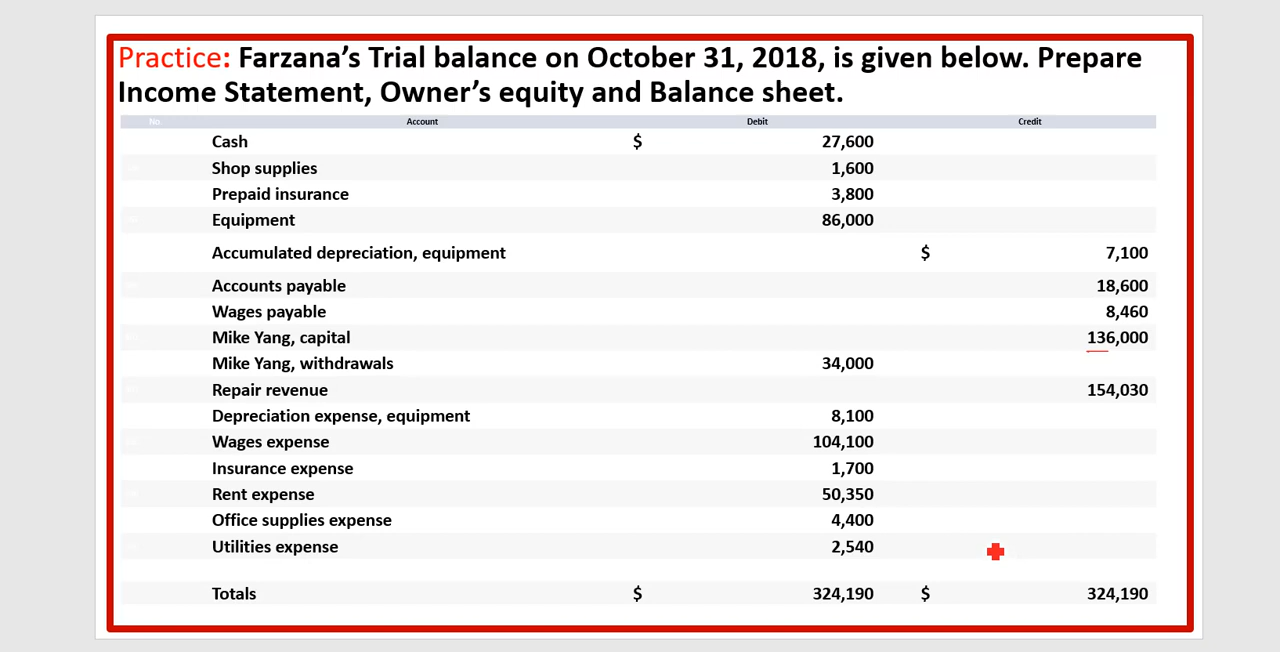 Practice: Farzana’s Trial balance on October 31, 2018, is given below. Prepare
Income Statement, Owner’s equity and Balance sheet.
No. Account Debit Credit
Cash $ 27,600
Shop supplies 1,600
Prepaid insurance 3,800
Equipment 86,000
Accumulated depreciation, equipment $ 7,100
Accounts payable 18,600
Wages payable 8,460
Mike Yang, capital 136,000
Mike Yang, withdrawals 34,000
Repair revenue 154,030
Depreciation expense, equipment 8,100
Wages expense 104,100
Insurance expense 1,700
Rent expense 50,350
Office supplies expense 4,400
Utilities expense 2,540
Totals $ 324,190 $ 324,190